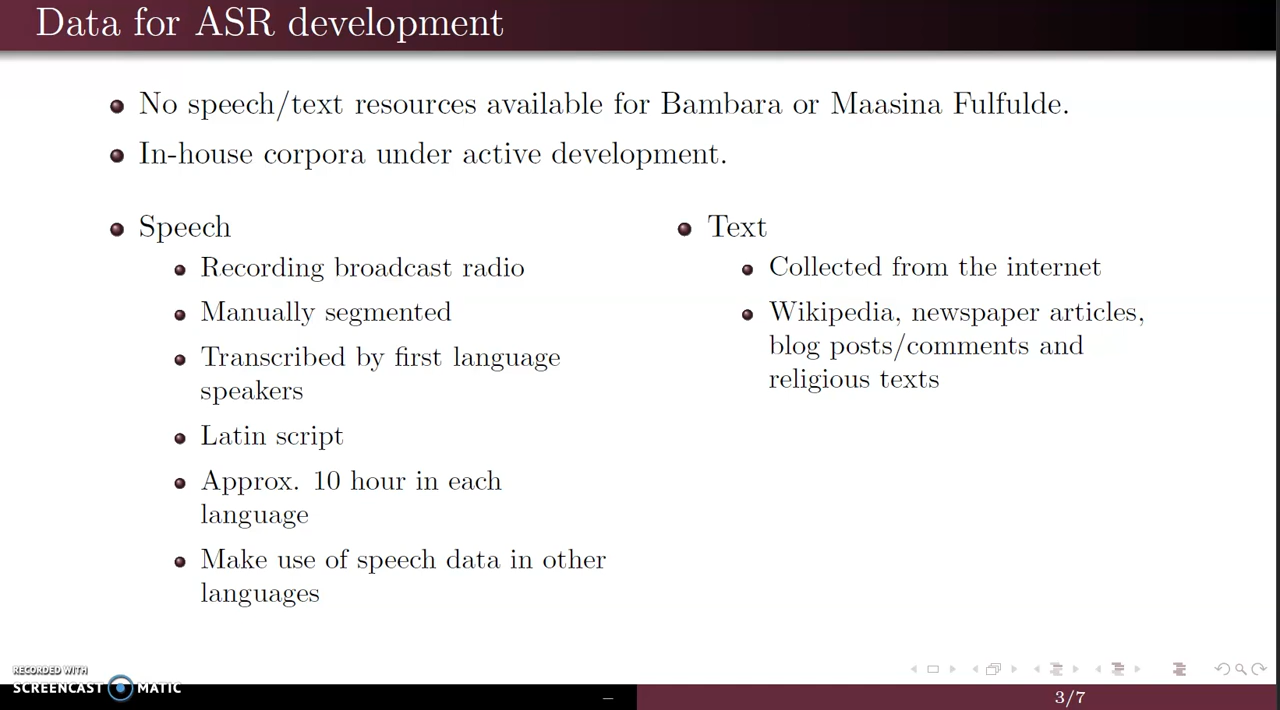 Data for ASR development
No speech/text resources available for Bambara or Maasina Fulfulde.
In-house corpora under active development.
Speech
Recording broadcast radio
Manually segmented
Transcribed by first language
speakers
Latin script
Approx. 10 hour in each
language
Make use of speech data in other
languages
Text
Collected from the internet
Wikipedia, newspaper articles,
blog posts/comments and
religious texts
RECORDED WITH
SCREENCAST MATIC
3/7